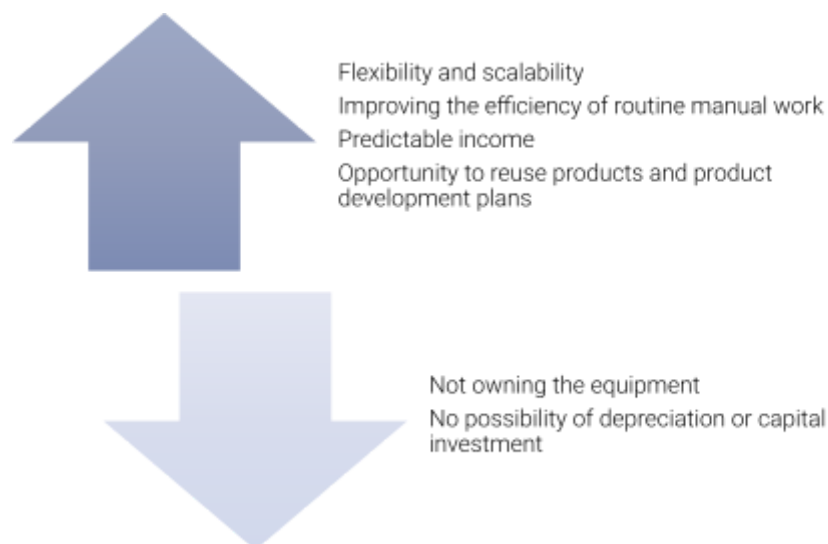 Flexibility and scalability
Improving the efficiency of routine manual work
Predictable income
Opportunity to reuse products and product
development plans
Not owning the equipment
No possibility of depreciation or capital
investment